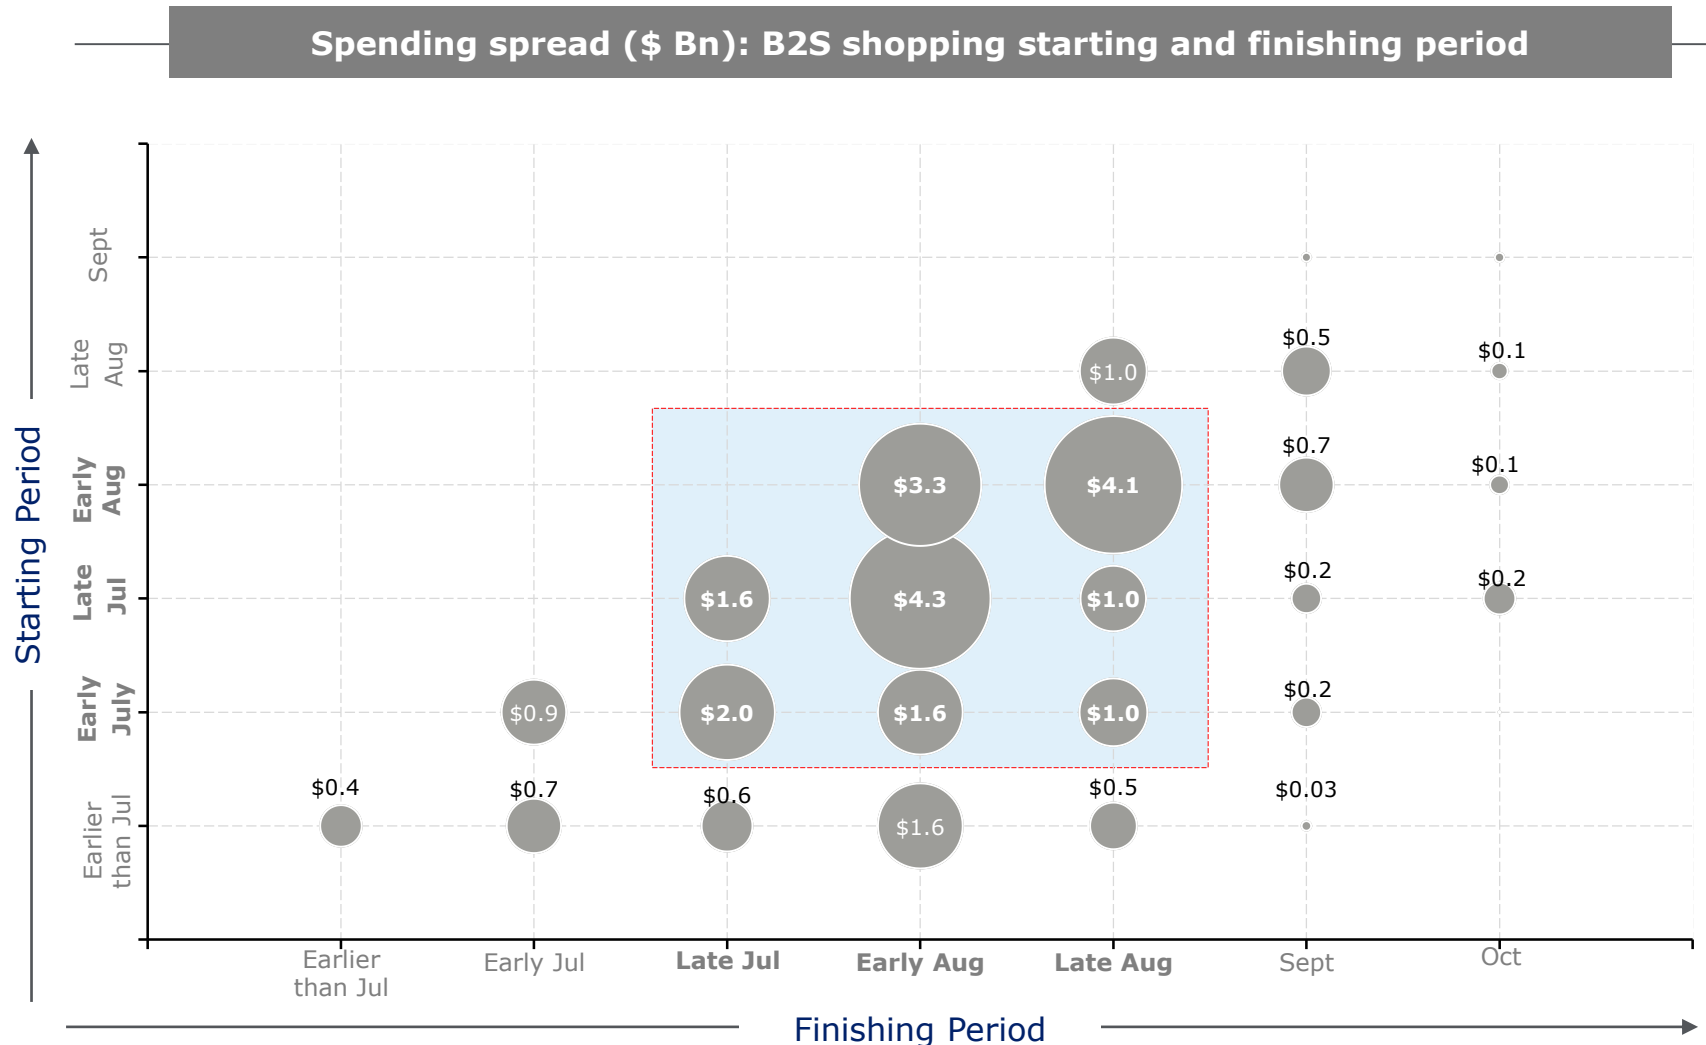 Spending spread ($ Bn): B2S shopping starting and finishing period
Starting Period
Sept
Late
Aug
$1.0
$0.5
$0.1
Early
Aug
$3.3
$4.1
$0.7
$0.1
Late
Jul
$1.6
$4.3
$1.0
$0.2
$0.2
Early
July
$0.9
$2.0
$1.6
$1.0
$0.2
Earlier
than Jul
$0.4
$0.7
$0.6
$1.6
$0.5
$0.03
Earlier
than Jul
Early Jul
Late Jul
Early Aug
Late Aug
Sept
Oct
Finishing Period